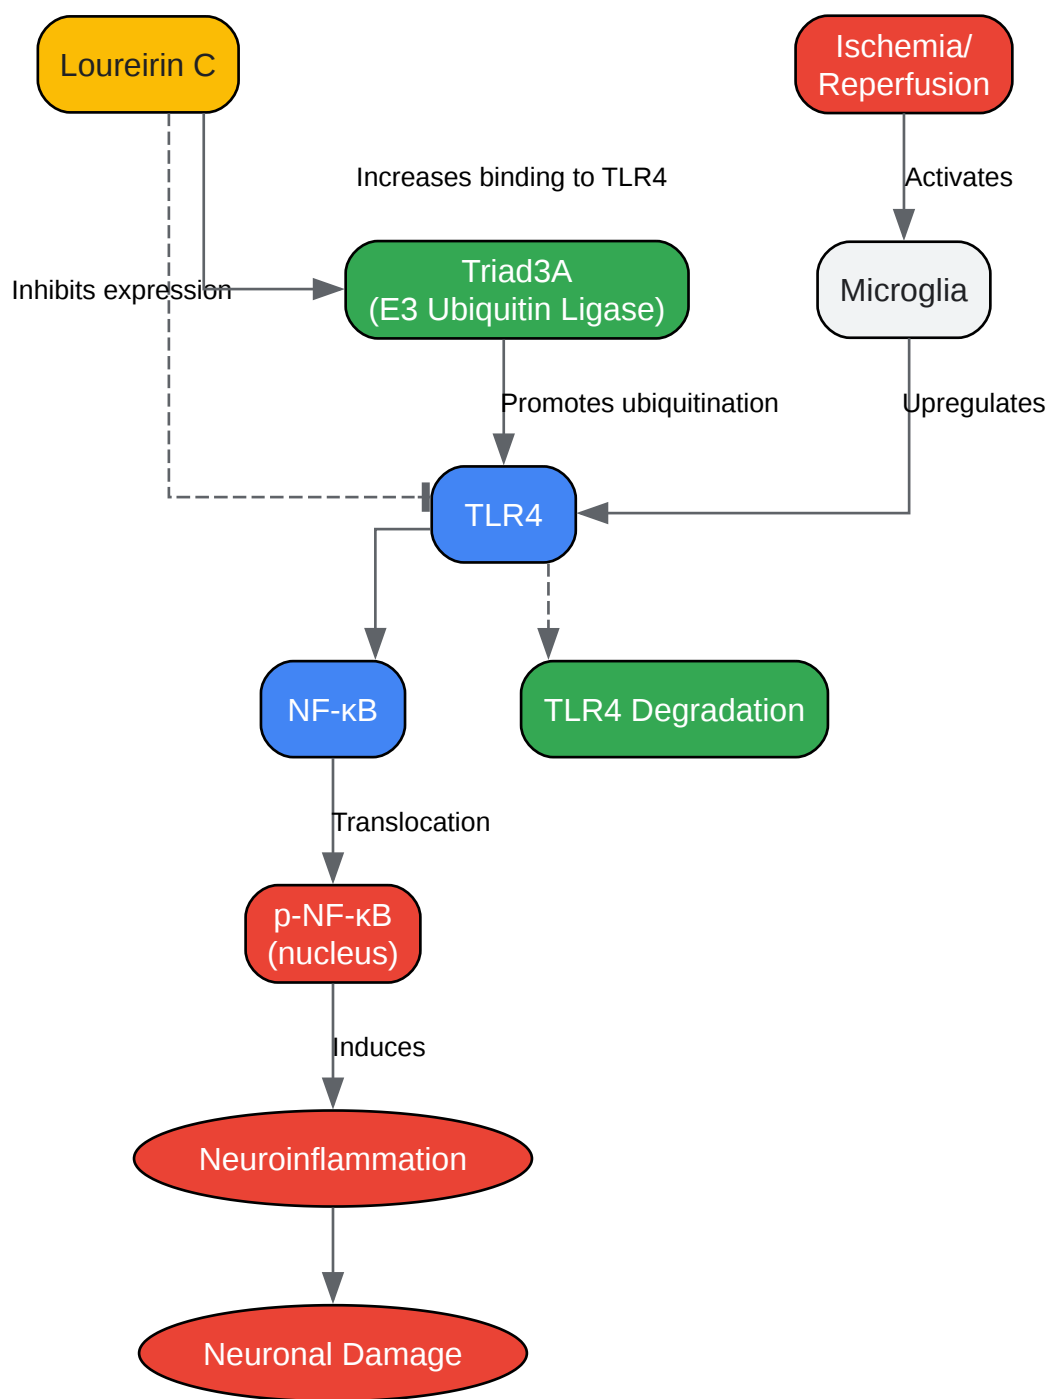 Loureirin C
Ischemia/
Reperfusion
Increases binding to TLR4
Activates
Inhibits expression
Triad3A
(E3 Ubiquitin Ligase)
Microglia
Promotes ubiquitination
Upregulates
TLR4
NF-κB
TLR4 Degradation
Translocation
p-NF-κB
(nucleus)
Induces
Neuroinflammation
Neuronal Damage